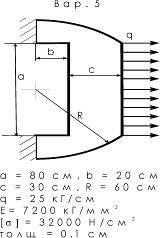 Вар. 5
q
b
c
a
R
a = 80 см, b = 20 см
c = 30 см, R = 60 см
q = 25 кГ/см
E= 7200 кГ/мм²
[σ] = 32000 Н/см²
толщ = 0.1 см